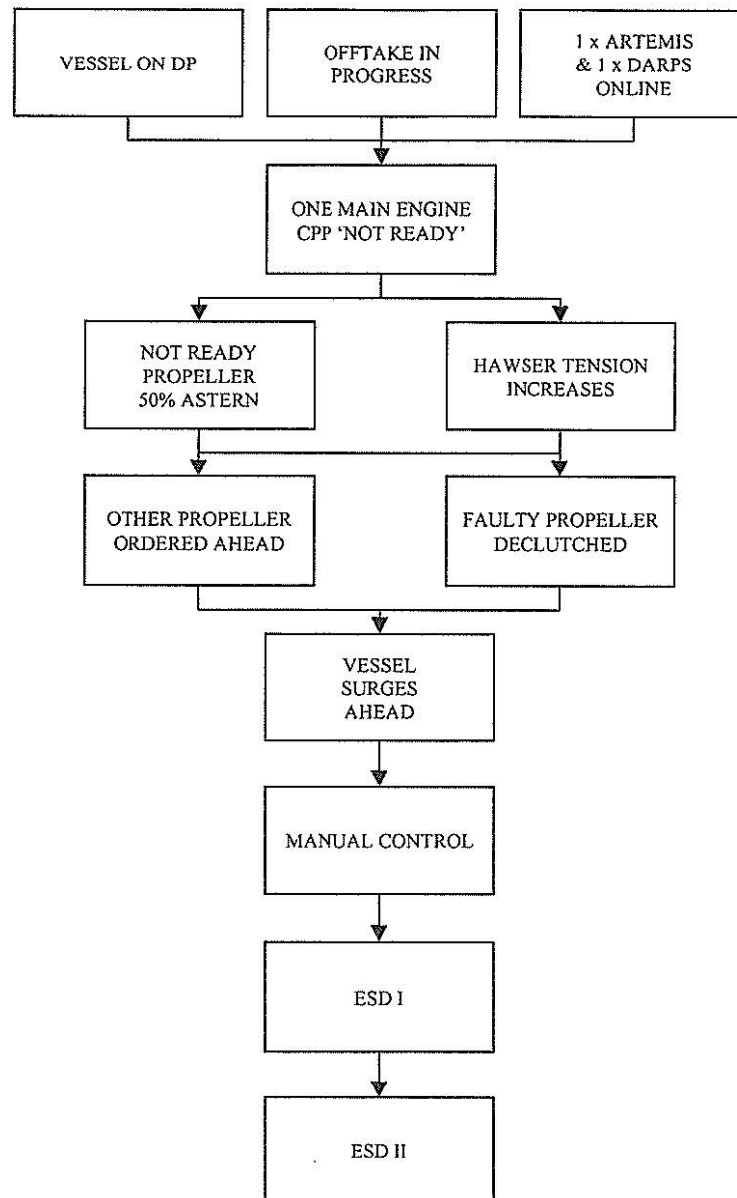 VESSEL ON DP
OFFTAKE IN
PROGRESS
1 x ARTEMIS
& 1 x DARPS
ONLINE
ONE MAIN ENGINE
CPP ‘NOT READY’
NOT READY
PROPELLER
50% ASTERN
HAWSER TENSION
INCREASES
OTHER PROPELLER
ORDERED AHEAD
FAULTY PROPELLER
DECLUTCHED
VESSEL
SURGES
AHEAD
MANUAL CONTROL
ESD I
ESD II